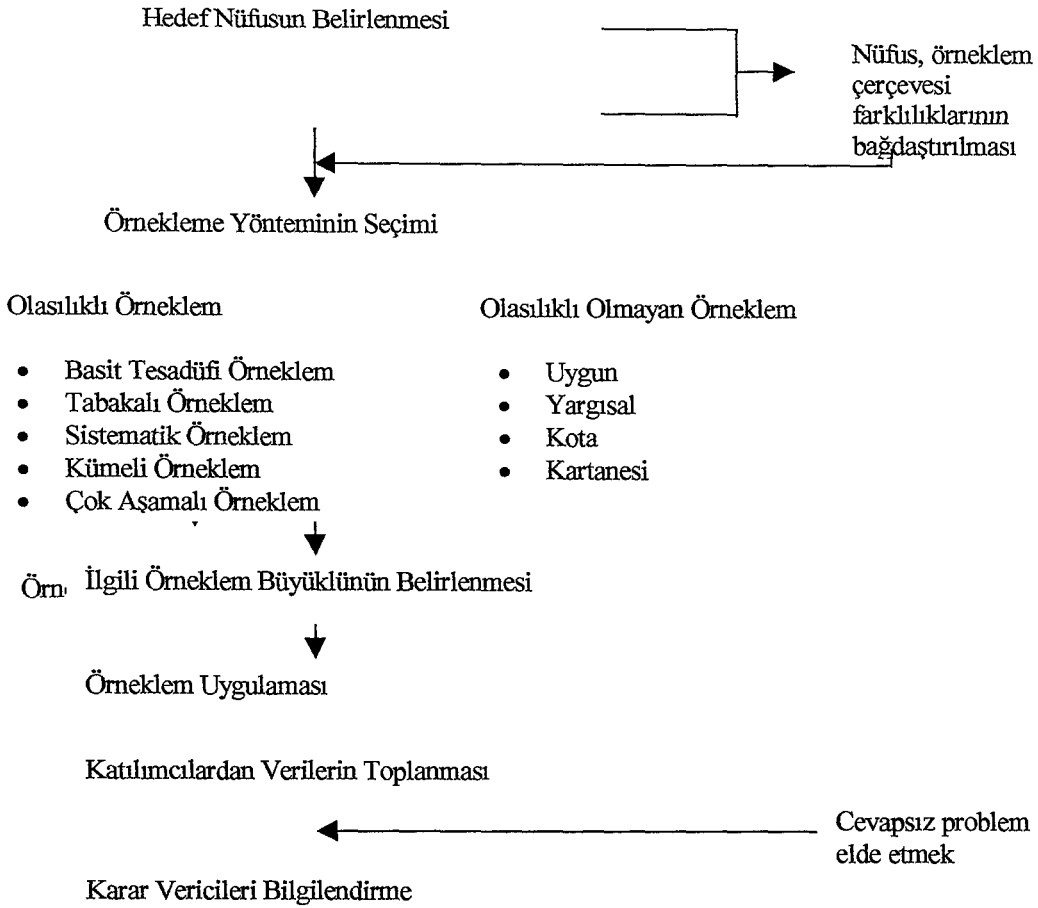 Hedef Nüfusun Belirlenmesi
Nüfus, örneklem
çerçevesi
farklılıklarının
bağdaştırılması
Örnekleme Yönteminin Seçimi
Olasılıklı Örneklem
• Basit Tesadüfi Örneklem
• Tabakalı Örneklem
• Sistematik Örneklem
• Kümeli Örneklem
• Çok Aşamalı Örneklem
Olasılıklı Olmayan Örneklem
• Uygun
• Yargısal
• Kota
• Kartanesi
Örn İlgili Örneklem Büyüklünün Belirlenmesi
Örneklem Uygulaması
Katılımcılardan Verilerin Toplanması
Cevapsız problem
elde etmek
Karar Vericileri Bilgilendirme